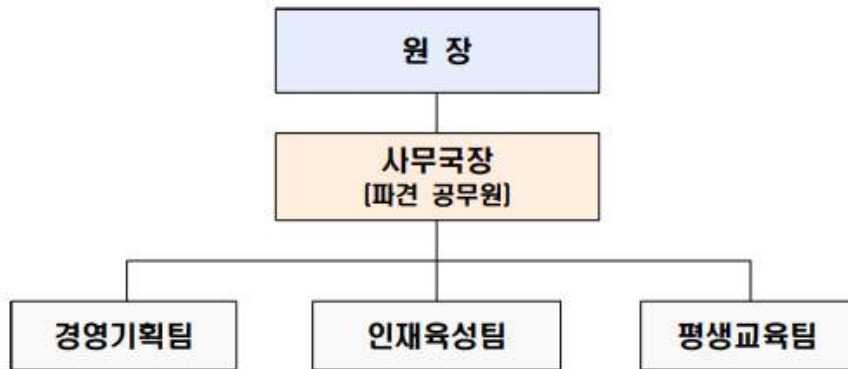 원 장
사무국장
(파견 공무원)
경영기획팀
인재육성팀
평생교육팀